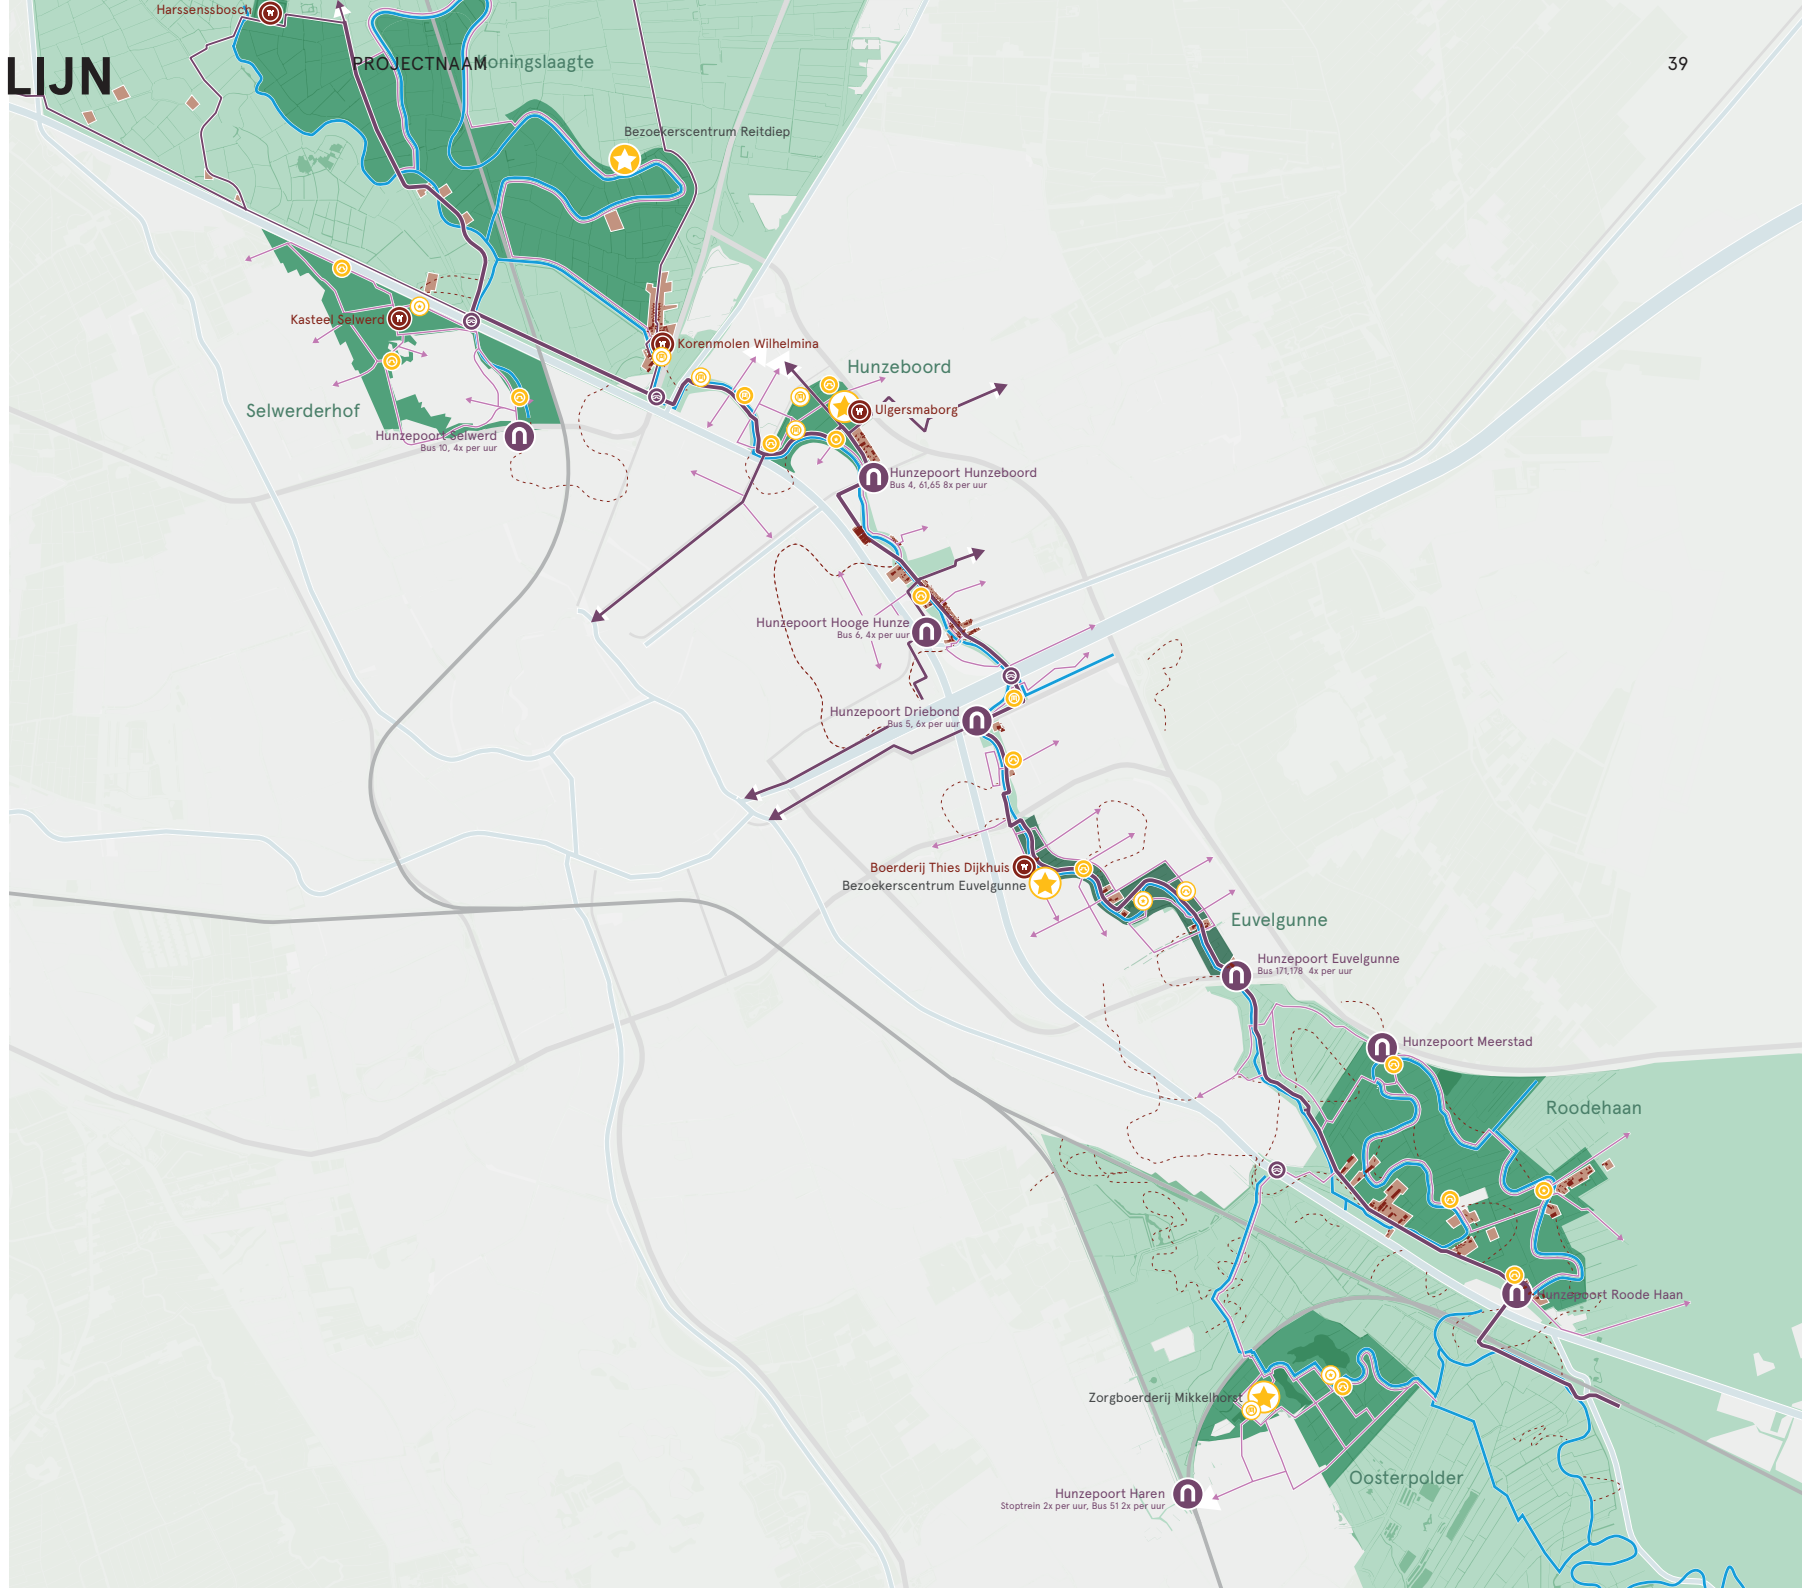 Harssenssbosch
LIJN
PROJECTNAAM
Koningslaagte
39
Bezoekerscentrum Reitdiep
Kasteel Selwerd
Korenmolen Wilhelmina
Hunzeboord
Selwerderhof
Ulgersmaborg
Hunzepoort Selwerd
Bus 10, 4x per uur
Hunzepoort Hunzeboord
Bus 4, 61,65 8x per uur
Hunzepoort Hooge Hunze
Bus 6, 4x per uur
Hunzepoort Driebond
Bus 5, 6x per uur
Boerderij Thies Dijkhuis
Bezoekerscentrum Euvelgunne
Euvelgunne
Hunzepoort Euvelgunne
Bus 171,178 4x per uur
Hunzepoort Meerstad
Roodehaan
Hunzepoort Roode Haan
Zorgboerderij Mikkelhorst
Oosterpolder
Hunzepoort Haren
Stoptrein 2x per uur, Bus 51 2x per uur